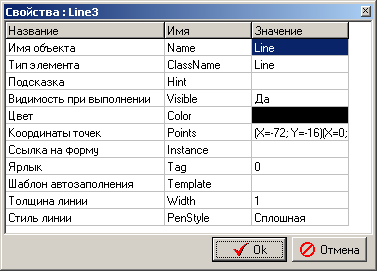 Свойства : Line3
Название Имя Значение
Имя объекта Name Line
Тип элемента ClassName Line
Подсказка Hint
Видимость при выполнении Visible Да
Цвет Color
Координаты точек Points (X=-72; Y=-16)(X=0;
Ссылка на форму Instance
Ярлык Tag 0
Шаблон автозаполнения Template
Толщина линии Width 1
Стиль линии PenStyle Сплошная
Ok Отмена